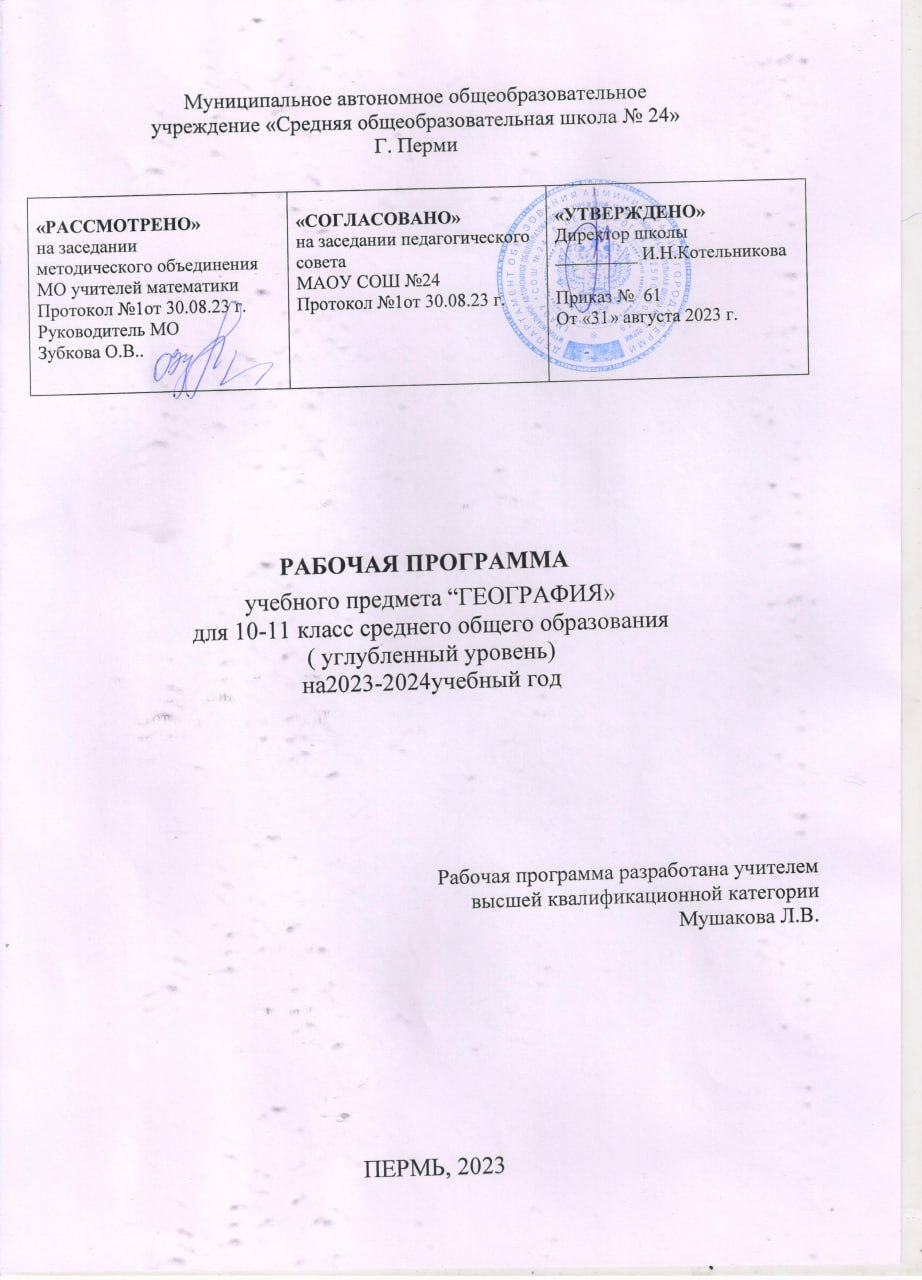 Муниципальное автономное общеобразовательное
учреждение «Средняя общеобразовательная школа № 24»
Г. Перми
«РАССМОТРЕНО»
на заседании
методического объединения
МО учителей математики
Протокол №1от 30.08.23 г.
Руководитель МО
Зубкова О.В..
«СОГЛАСОВАНО»
на заседании педагогического
совета
МАОУ СОШ №24
Протокол №1от 30.08.23 г.
«УТВЕРЖДЕНО»
Директор школы
_________ И.Н.Котельникова
Приказ № 61
От «31» августа 2023 г.
РАБОЧАЯ ПРОГРАММА
учебного предмета “ГЕОГРАФИЯ»
для 10-11 класс среднего общего образования
( углубленный уровень)
на2023-2024учебный год
Рабочая программа разработана учителем
высшей квалификационной категории
Мушакова Л.В.
ПЕРМЬ, 2023